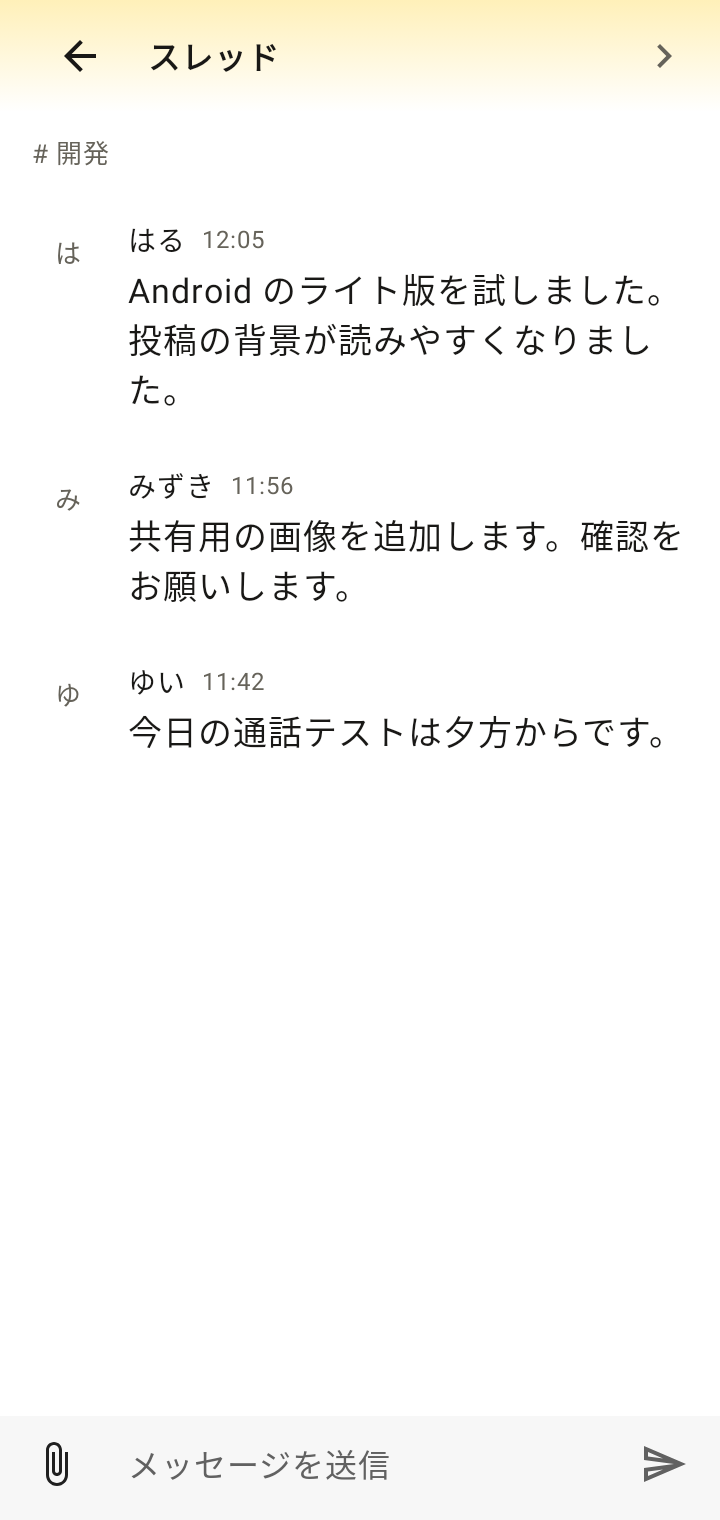 スレッド
# 開発
は
はる 12:05
Android のライト版を試しました。
投稿の背景が読みやすくなりまし
た。
み
みずき 11:56
共有用の画像を追加します。確認を
お願いします。
ゆ
ゆい 11:42
今日の通話テストは夕方からです。
メッセージを送信